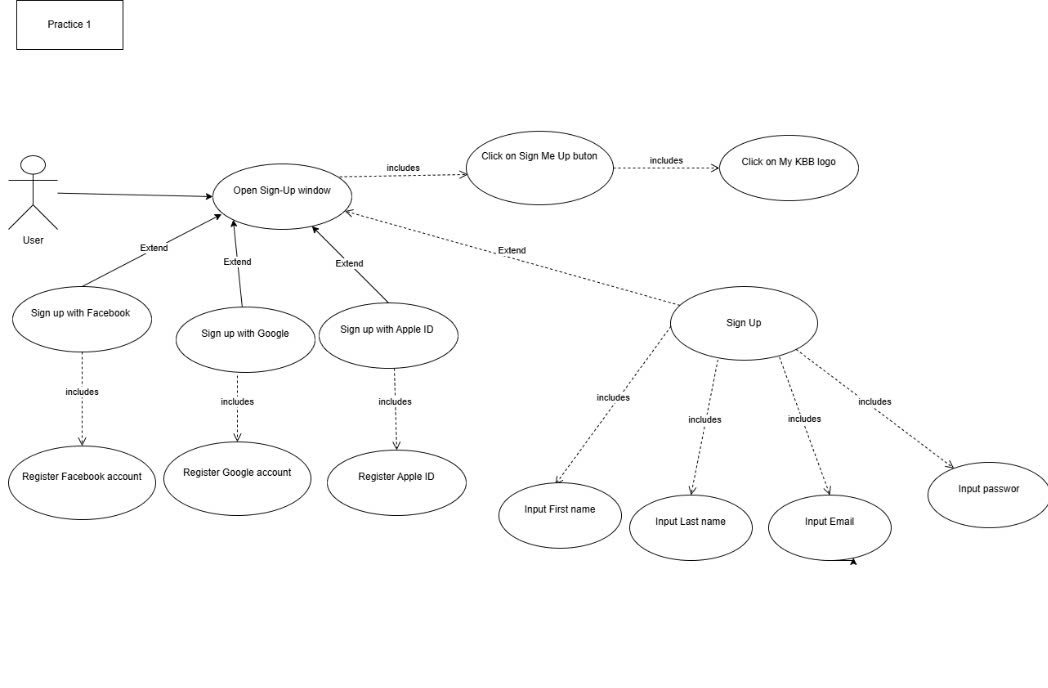 Practice 1
Click on Sign Me Up buton
Click on My KBB logo
includes
includes
Open Sign-Up window
User
Extend
Extend
Extend
Extend
Sign up with Facebook
Sign up with Google
Sign up with Apple ID
Sign Up
includes
includes
includes
includes
includes
includes
includes
Register Facebook account
Register Google account
Register Apple ID
Input First name
Input Last name
Input Email
Input passwor